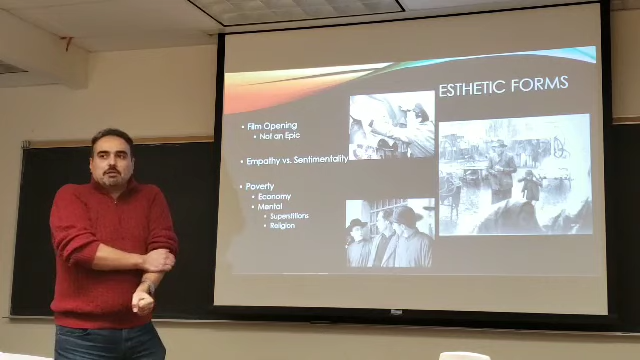 ESTHETIC FORMS
• Film Opening
• Not an Epic
• Empathy vs. Sentimentality
• Poverty
• Economy
• Mental
• Superstitions
• Religion